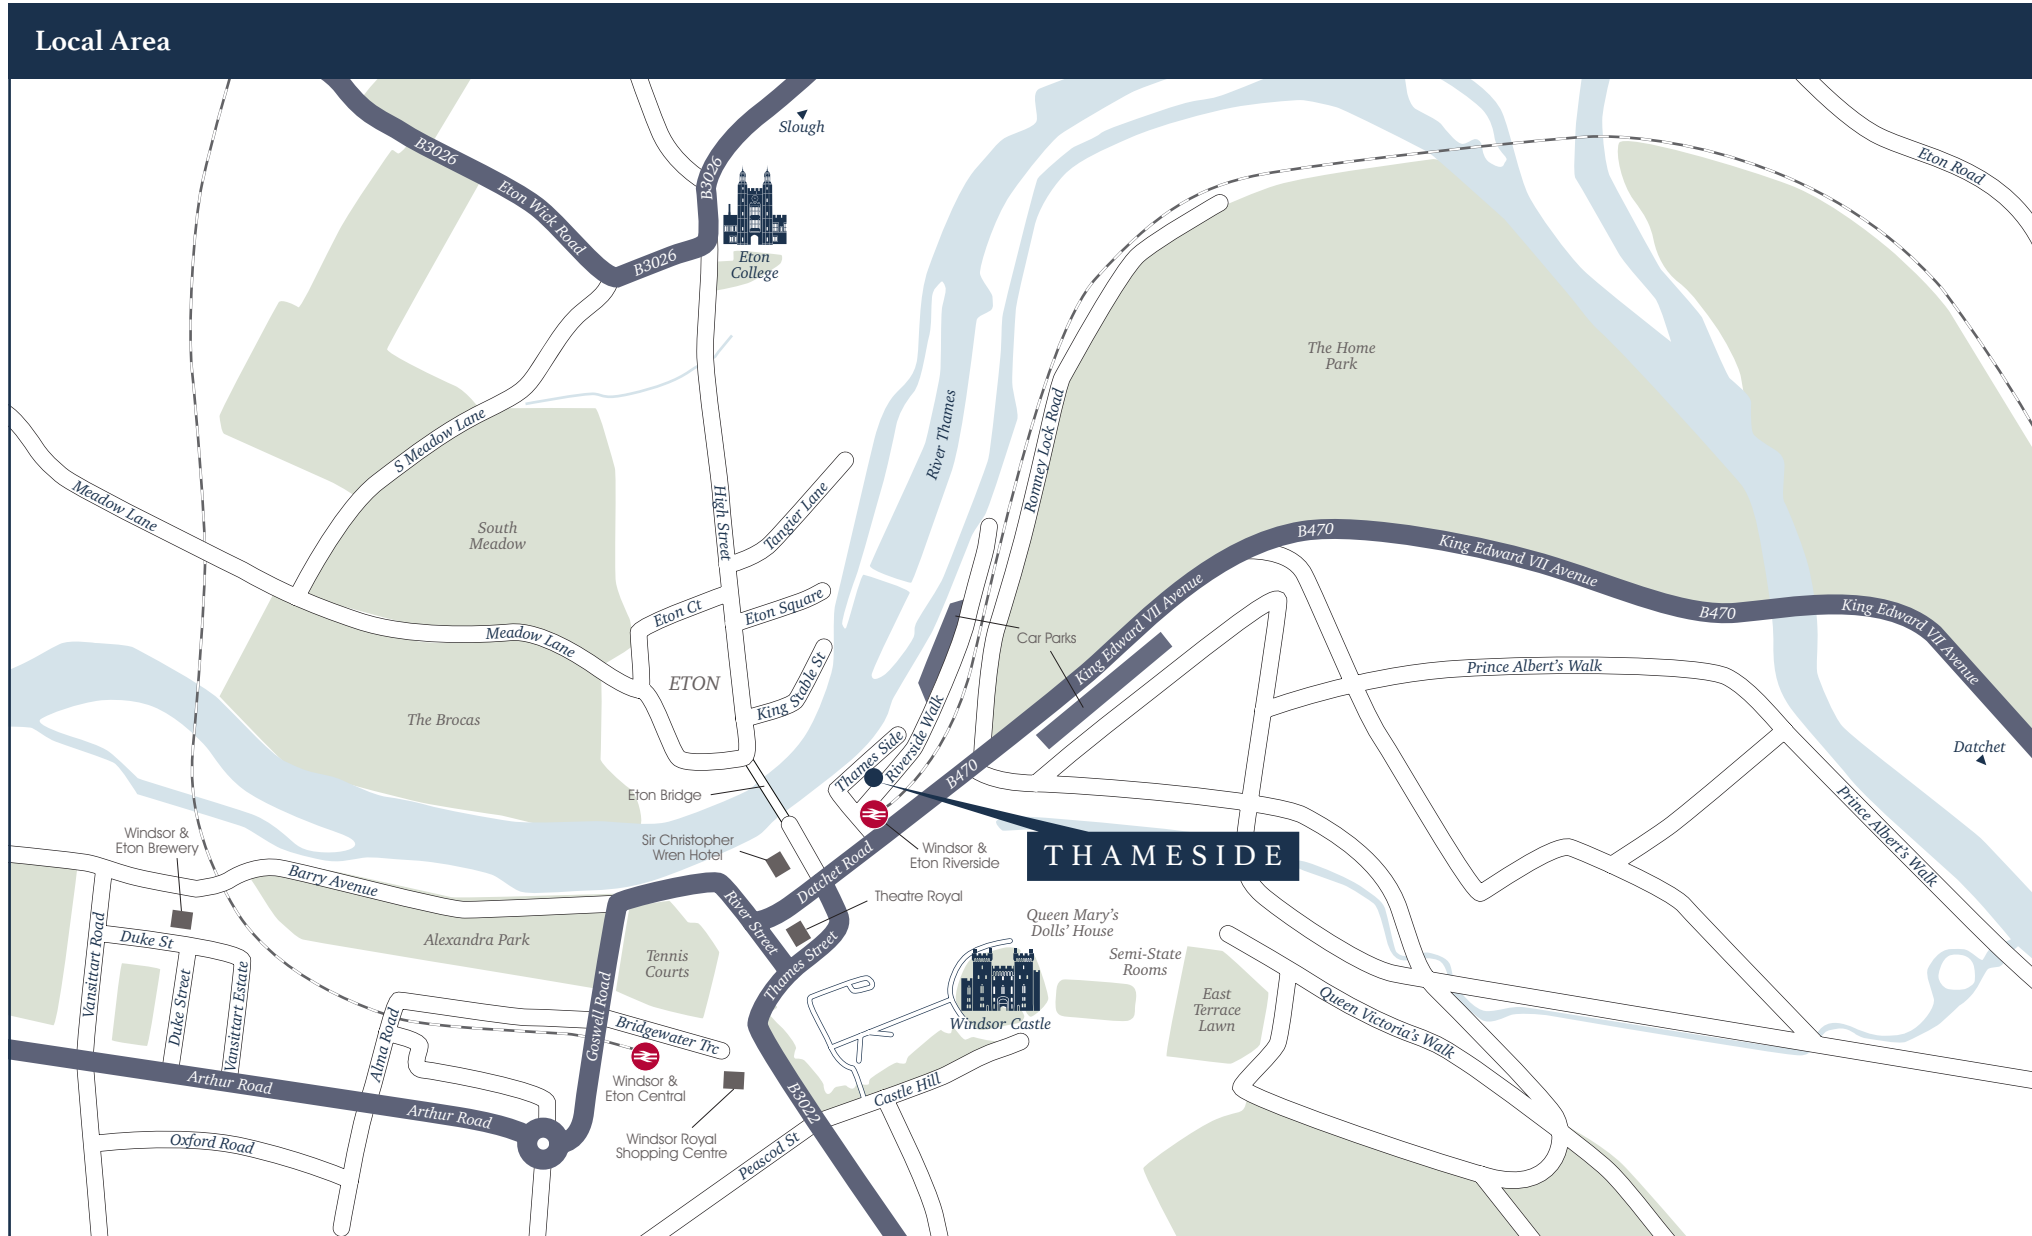 Local Area
Slough
B3026
B3026
Eton Wick Road
B3026
Eton
College
Eton Road
The Home
Park
River Thames
Romney Lock Road
S Meadow Lane
Meadow Lane
South
Meadow
High Street
Tangier Lane
Eton Ct
Eton Square
Meadow Lane
King Stable St
ETON
The Brocas
Car Parks
B470
King Edward VII Avenue
King Edward VII Avenue
B470
King Edward VII Avenue
Prince Albert's Walk
Datchet
Prince Albert's Walk
Thames Side
Riverside Walk
B470
Eton Bridge
Sir Christopher
Wren Hotel
Windsor &
Eton Brewery
Windsor &
Eton Riverside
THAMESIDE
Datchet Road
Theatre Royal
Barry Avenue
River Street
Thames Street
Alexandra Park
Tennis
Courts
Queen Mary's
Dolls' House
Semi-State
Rooms
East
Terrace
Lawn
Windsor Castle
Queen Victoria's Walk
Vansittart Road
Duke St
Duke Street
Vansittart Estate
Alma Road
Goswell Road
Bridgewater Trc
Windsor &
Eton Central
Windsor Royal
Shopping Centre
Arthur Road
Arthur Road
Oxford Road
B3022
Castle Hill
Peascod St